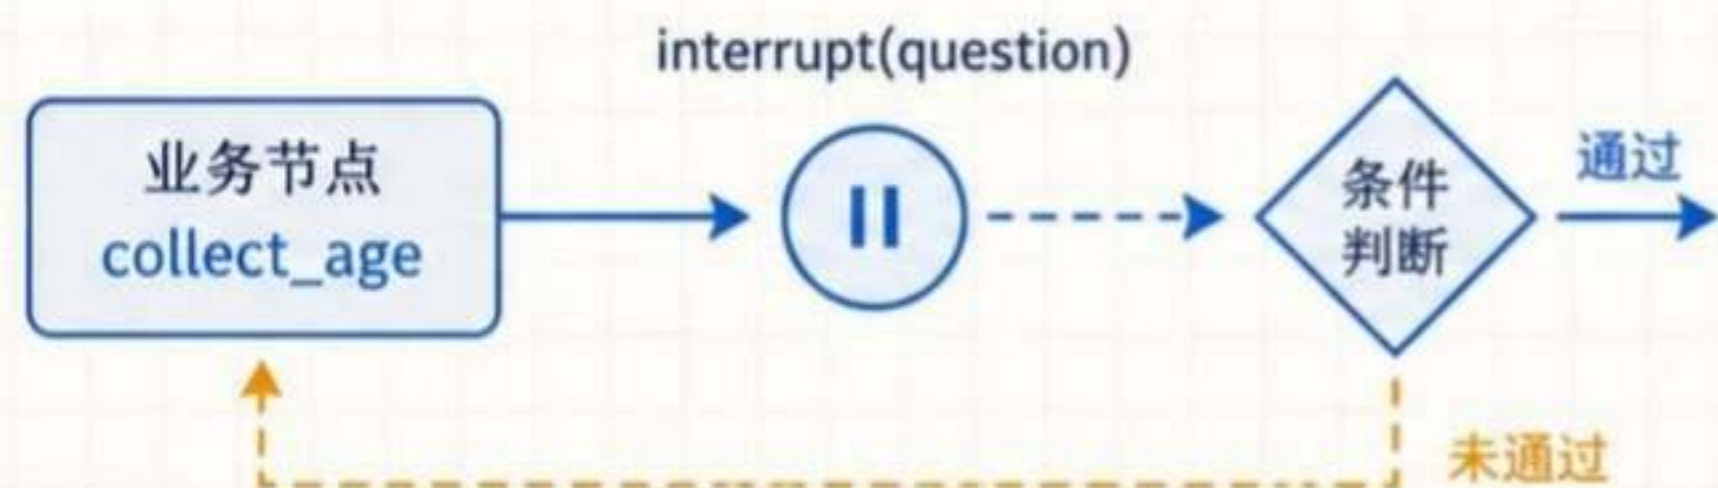 interrupt(question)
业务节点
collect_age
条件
判断
通过
未通过